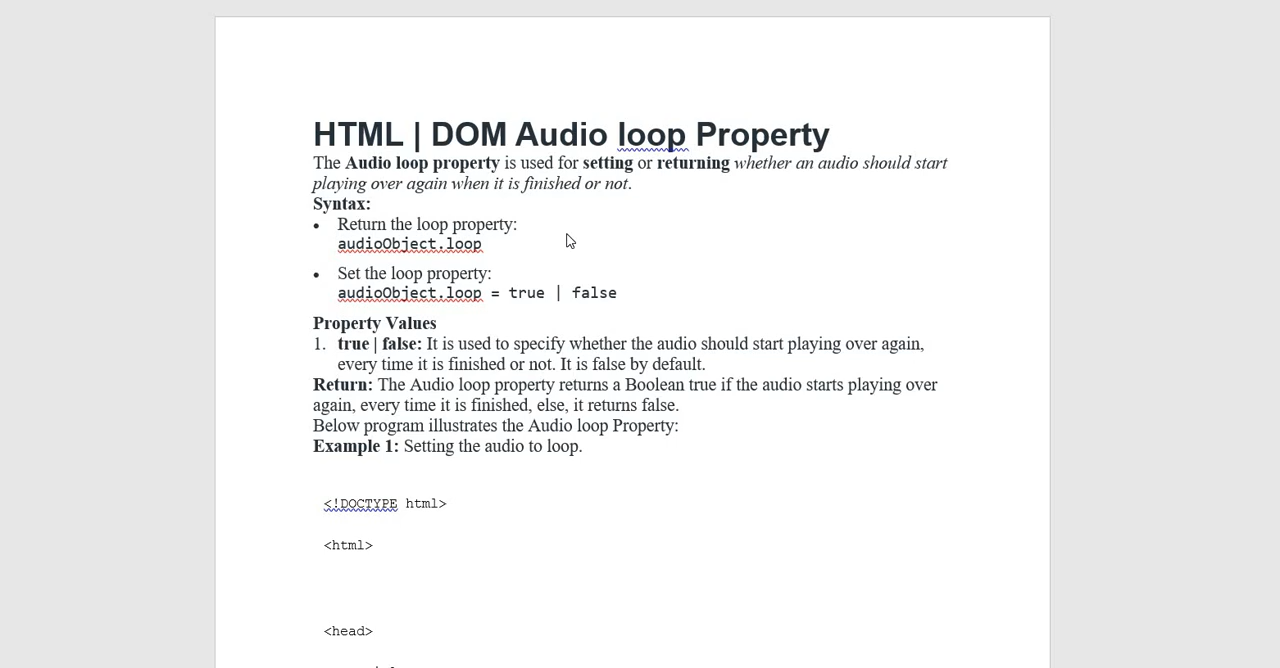 HTML | DOM Audio loop Property
The Audio loop property is used for setting or returning whether an audio should start
playing over again when it is finished or not.
Syntax:
• Return the loop property:
audioObject.loop
• Set the loop property:
audioObject.loop = true | false
Property Values
1. true | false: It is used to specify whether the audio should start playing over again,
every time it is finished or not. It is false by default.
Return: The Audio loop property returns a Boolean true if the audio starts playing over
again, every time it is finished, else, it returns false.
Below program illustrates the Audio loop Property:
Example 1: Setting the audio to loop.
<!DOCTYPE html>
<html>
<head>